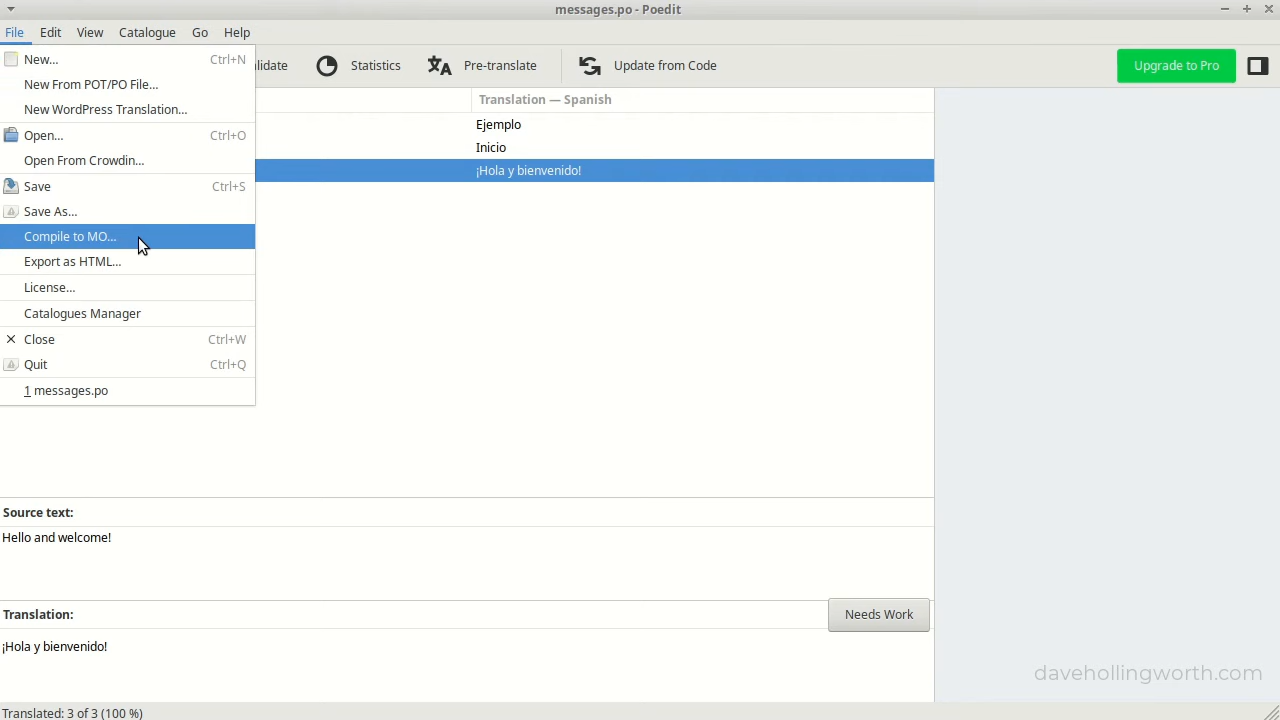 messages.po - Poedit
File Edit View Catalogue Go Help
New... Ctrl+N
New From POT/PO File...
New WordPress Translation...
Open... Ctrl+O
Open From Crowdin...
Save Ctrl+S
Save As...
Compile to MO...
Export as HTML...
License...
Catalogues Manager
Close Ctrl+W
Quit Ctrl+Q
1 messages.po
Statistics Pre-translate Update from Code Upgrade to Pro
Translation — Spanish
Ejemplo
Inicio
¡Hola y bienvenido!
Source text:
Hello and welcome!
Translation: Needs Work
¡Hola y bienvenido!
davehollingworth.com
Translated: 3 of 3 (100 %)